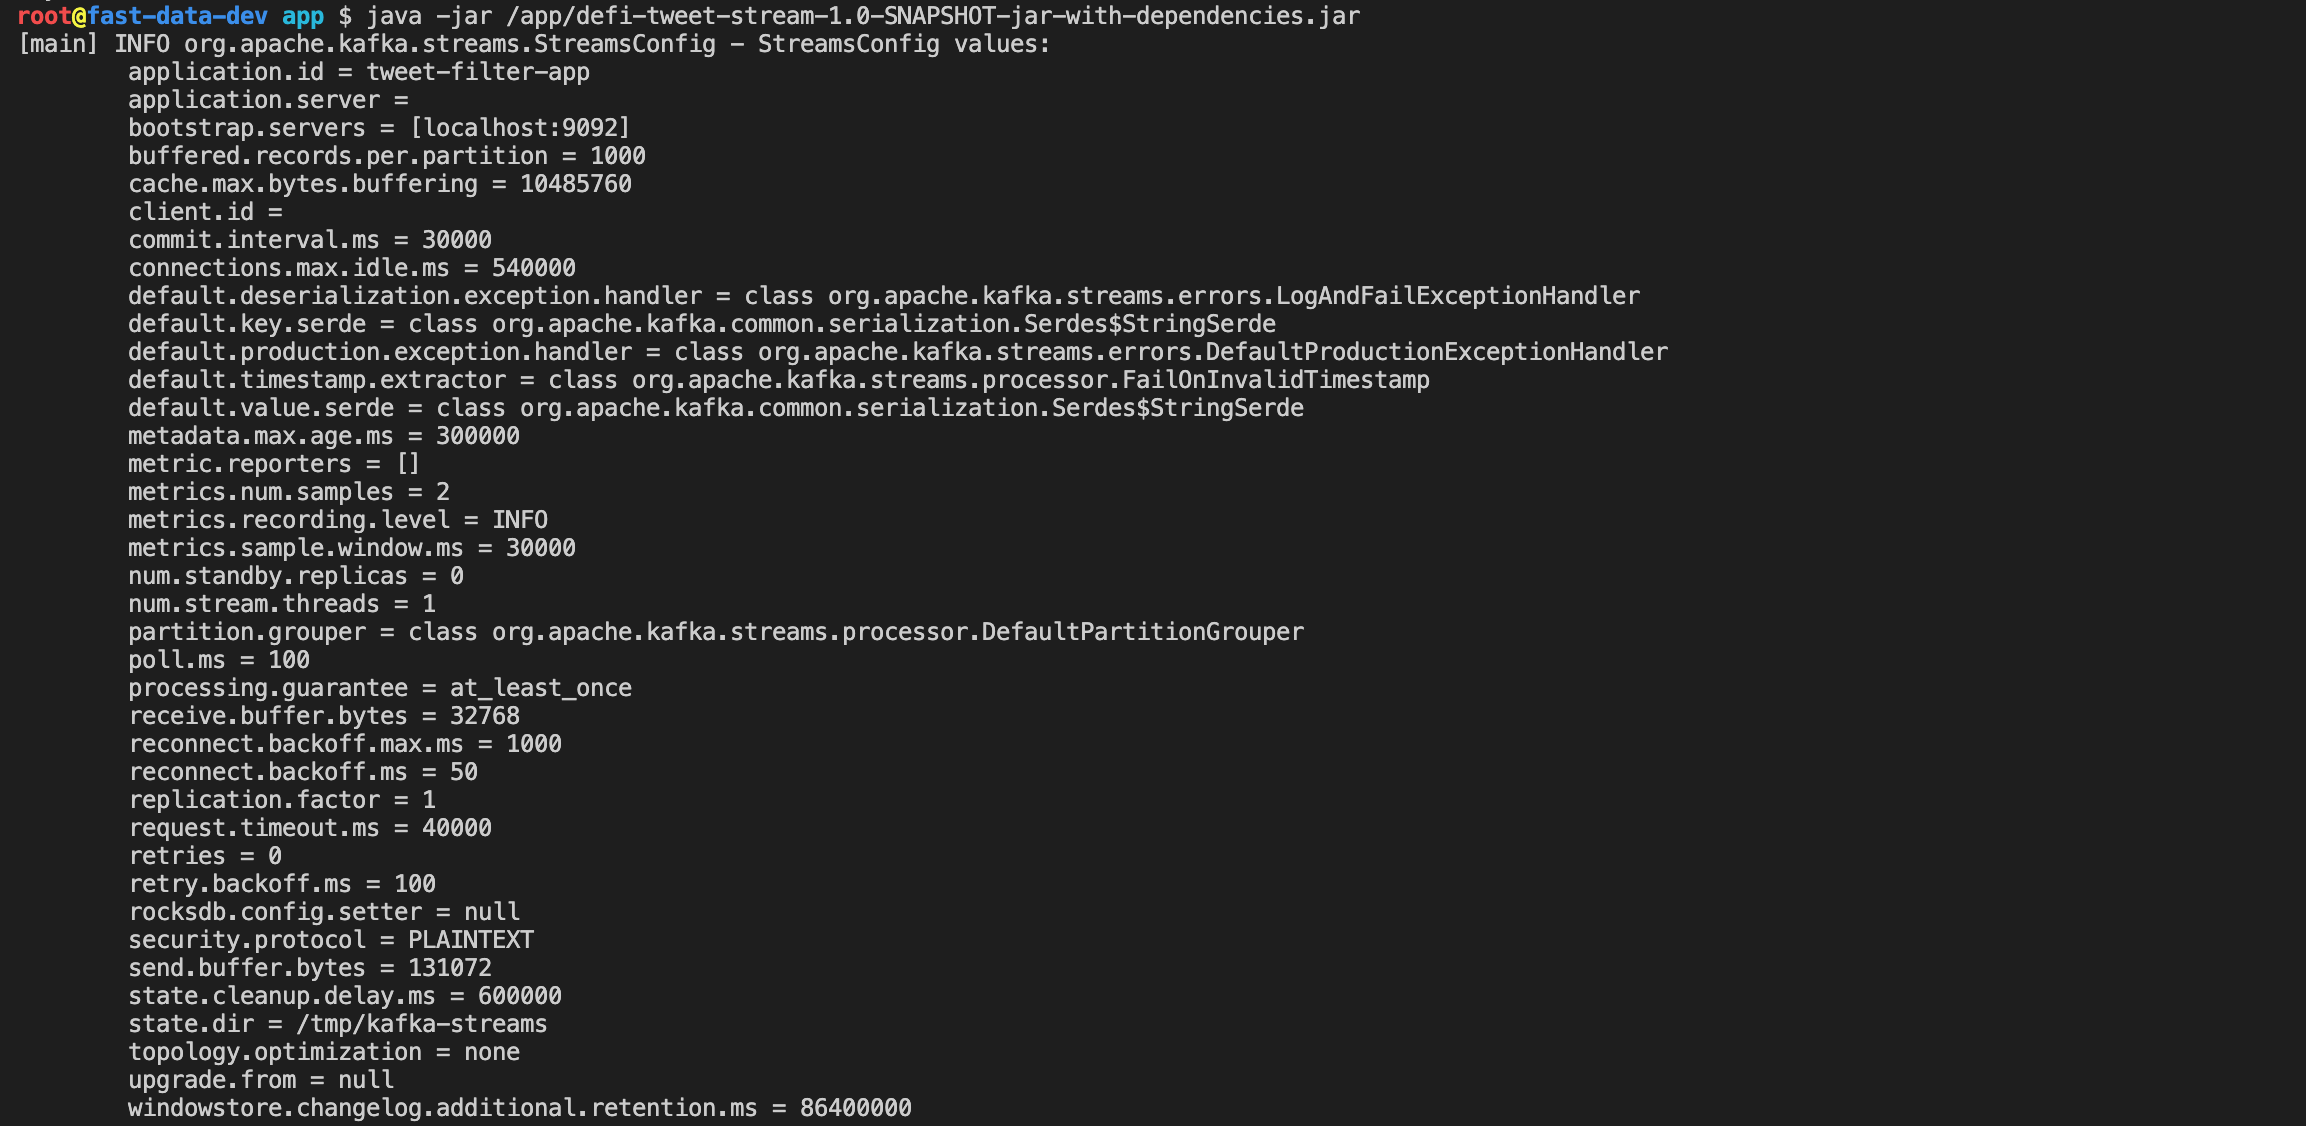 root@fast-data-dev app $ java -jar /app/defi-tweet-stream-1.0-SNAPSHOT-jar-with-dependencies.jar
[main] INFO org.apache.kafka.streams.StreamsConfig - StreamsConfig values:
application.id = tweet-filter-app
application.server =
bootstrap.servers = [localhost:9092]
buffered.records.per.partition = 1000
cache.max.bytes.buffering = 10485760
client.id =
commit.interval.ms = 30000
connections.max.idle.ms = 540000
default.deserialization.exception.handler = class org.apache.kafka.streams.errors.LogAndFailExceptionHandler
default.key.serde = class org.apache.kafka.common.serialization.Serdes$StringSerde
default.production.exception.handler = class org.apache.kafka.streams.errors.DefaultProductionExceptionHandler
default.timestamp.extractor = class org.apache.kafka.streams.processor.FailOnInvalidTimestamp
default.value.serde = class org.apache.kafka.common.serialization.Serdes$StringSerde
metadata.max.age.ms = 300000
metric.reporters = []
metrics.num.samples = 2
metrics.recording.level = INFO
metrics.sample.window.ms = 30000
num.standby.replicas = 0
num.stream.threads = 1
partition.grouper = class org.apache.kafka.streams.processor.DefaultPartitionGrouper
poll.ms = 100
processing.guarantee = at_least_once
receive.buffer.bytes = 32768
reconnect.backoff.max.ms = 1000
reconnect.backoff.ms = 50
replication.factor = 1
request.timeout.ms = 40000
retries = 0
retry.backoff.ms = 100
rocksdb.config.setter = null
security.protocol = PLAINTEXT
send.buffer.bytes = 131072
state.cleanup.delay.ms = 600000
state.dir = /tmp/kafka-streams
topology.optimization = none
upgrade.from = null
windowstore.changelog.additional.retention.ms = 86400000